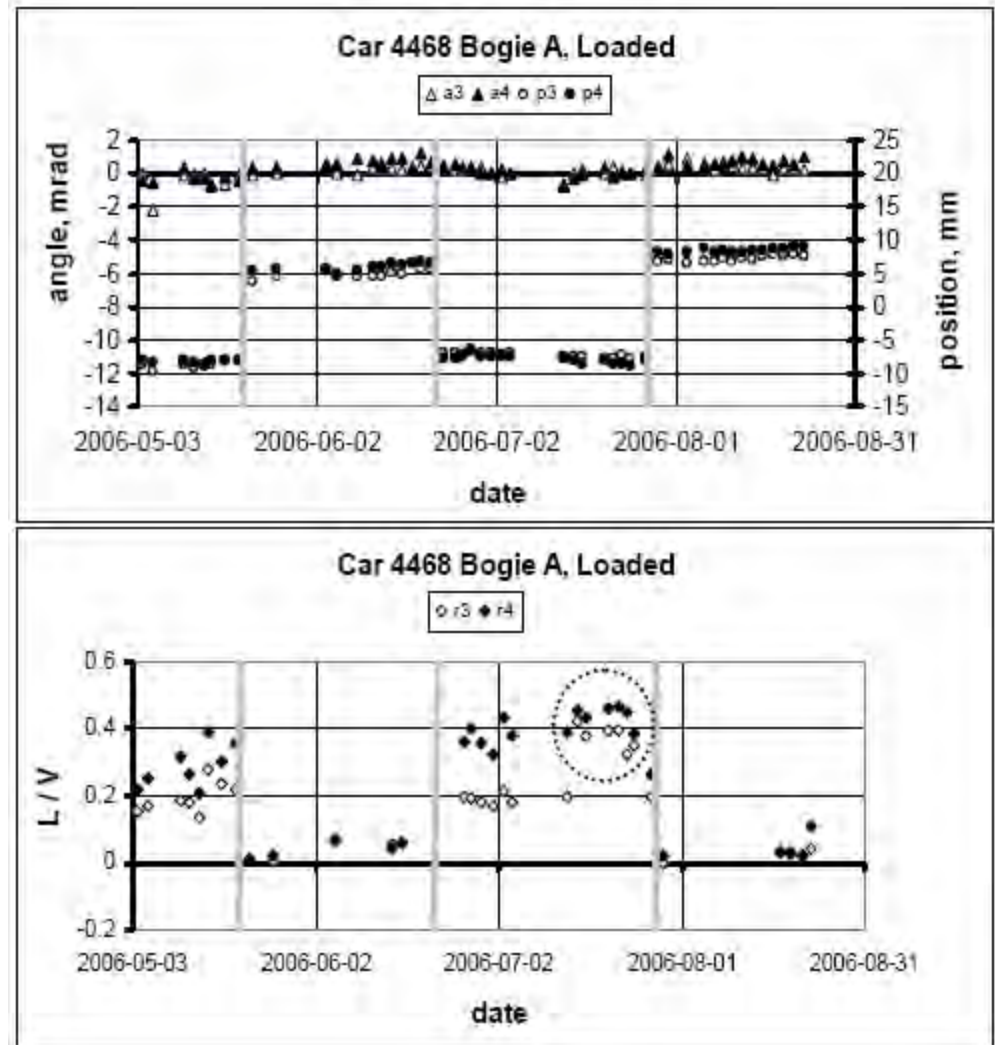 Car 4468 Bogie A, Loaded
a3 a4 p3 p4
2
0
-2
-4
-6
-8
-10
-12
-14
angle, mrad
25
20
15
10
5
0
-5
-10
-15
position, mm
2006-05-03 2006-06-02 2006-07-02 2006-08-01 2006-08-31
date
Car 4468 Bogie A, Loaded
r3 r4
0.6
0.4
0.2
0
-0.2
L / V
2006-05-03 2006-06-02 2006-07-02 2006-08-01 2006-08-31
date